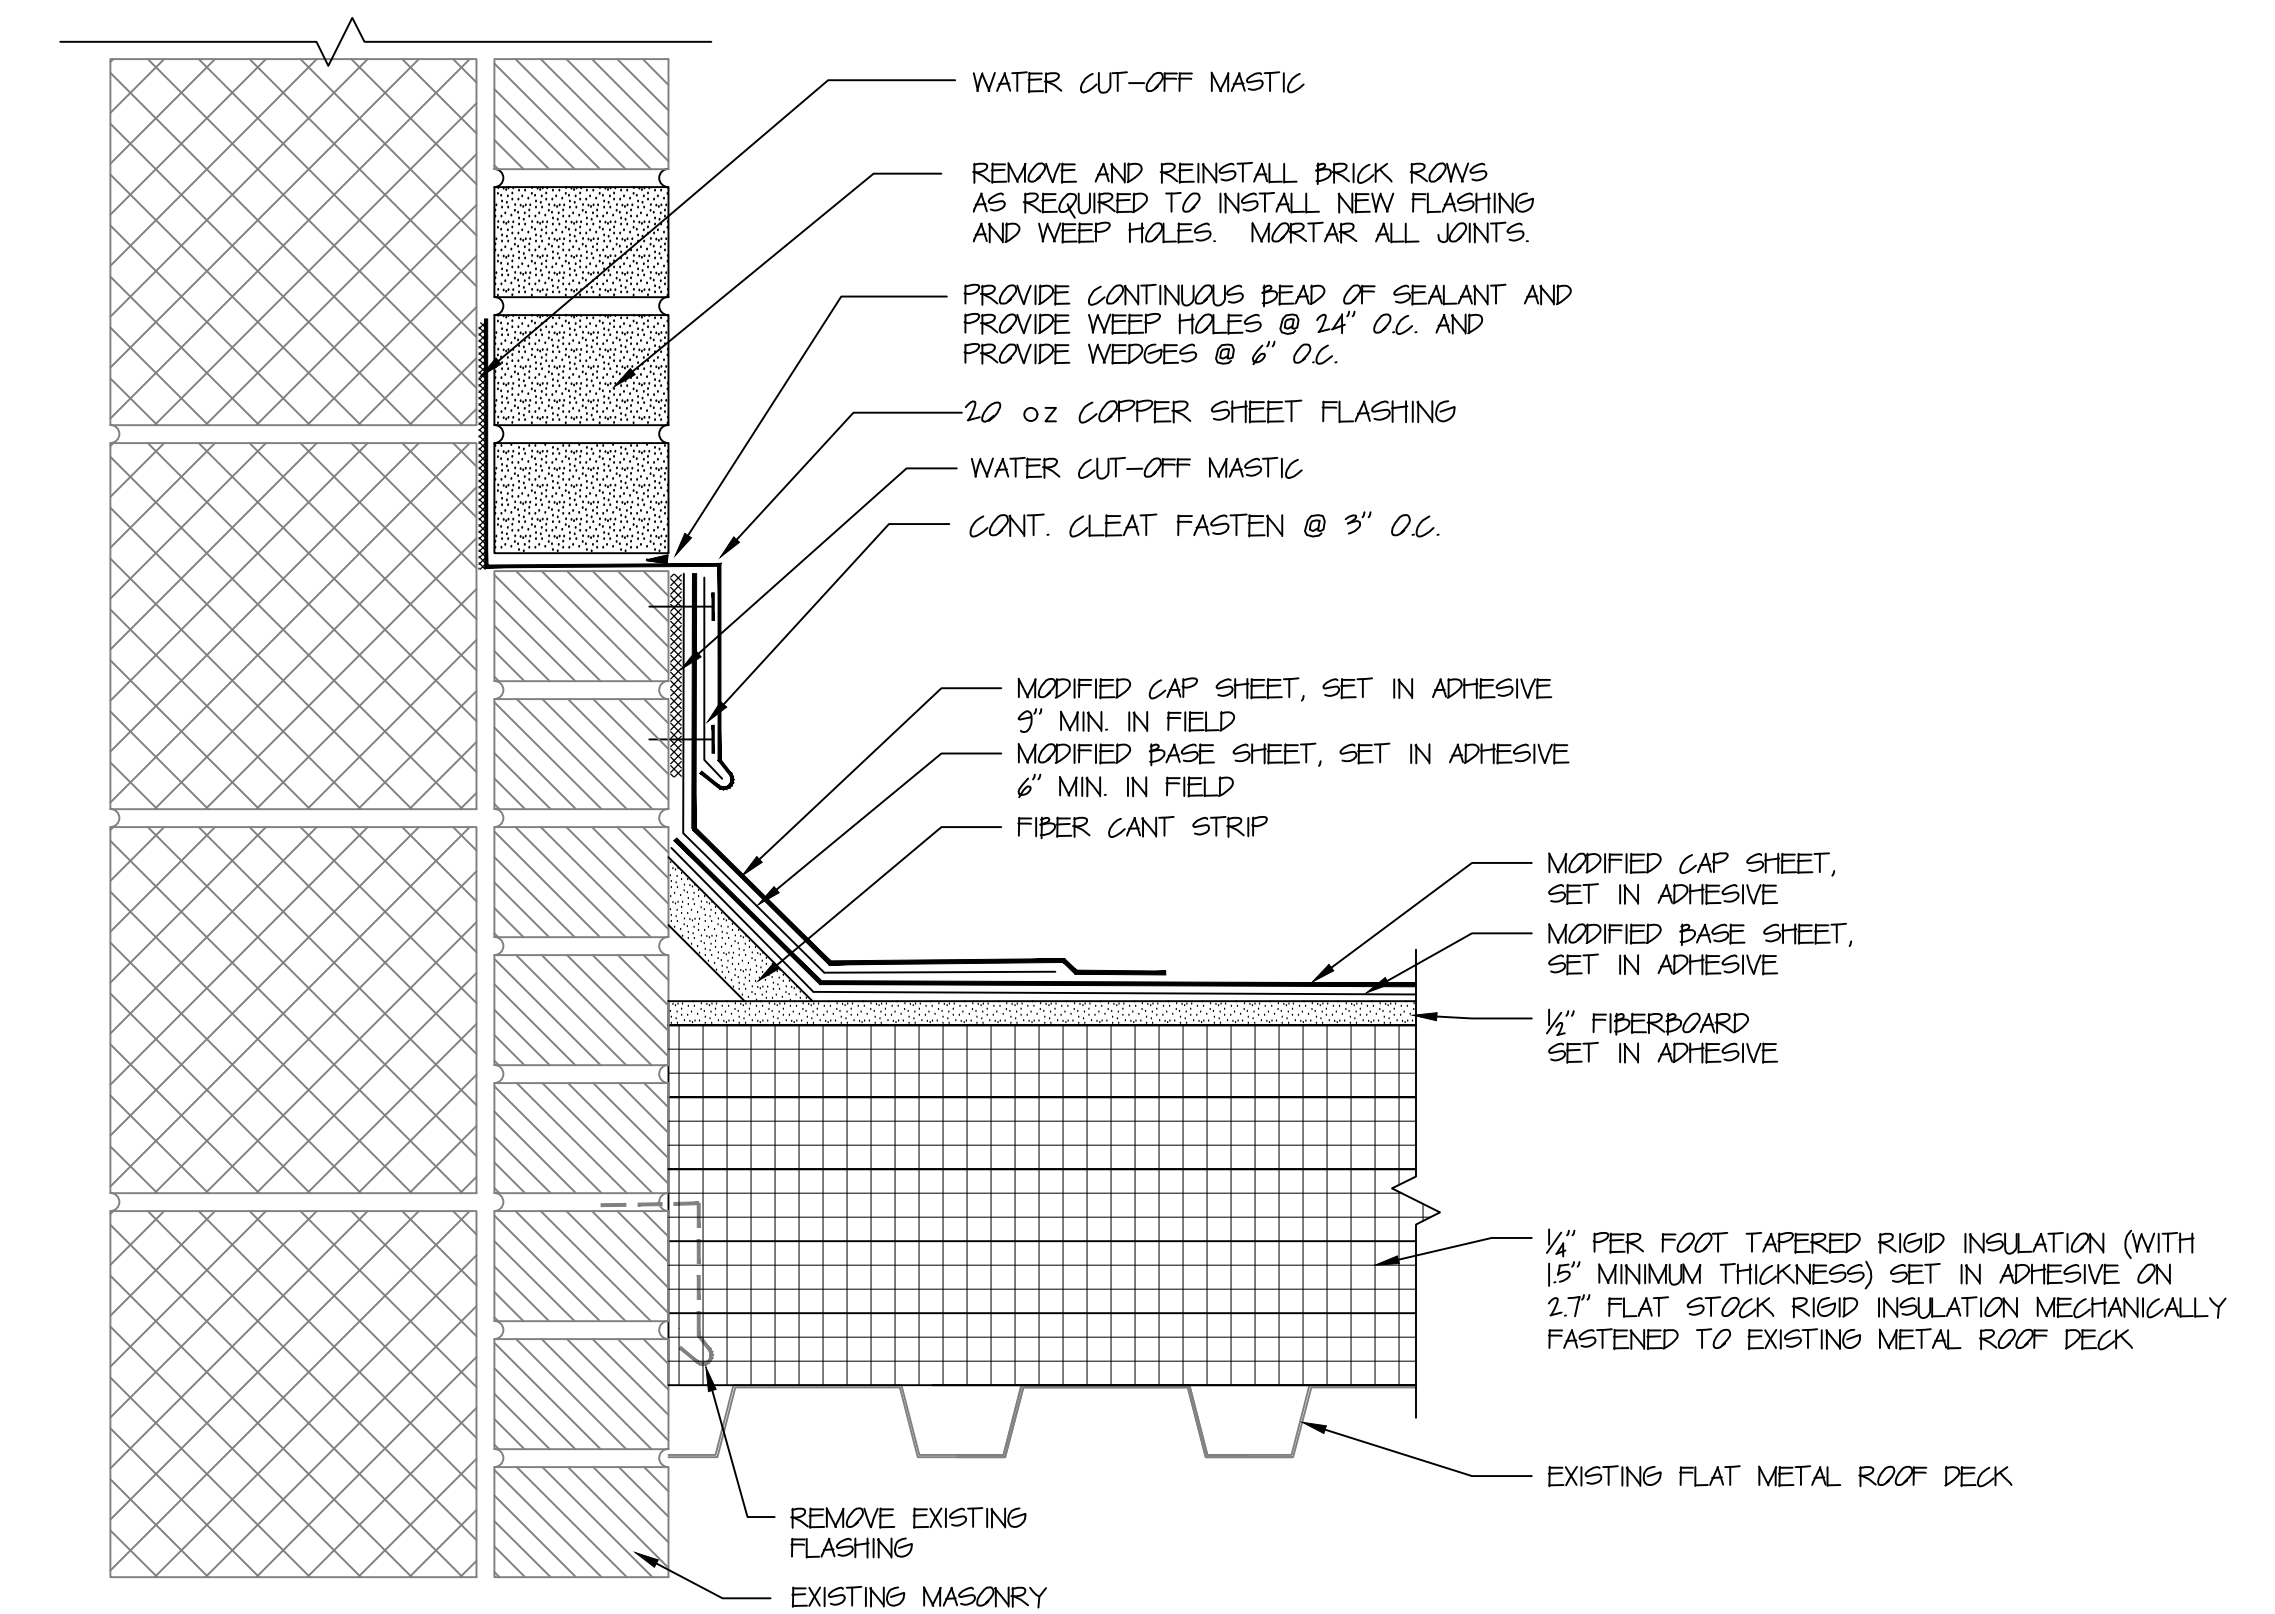 WATER CUT-OFF MASTIC
REMOVE AND REINSTALL BRICK ROWS
AS REQUIRED TO INSTALL NEW FLASHING
AND WEEP HOLES. MORTAR ALL JOINTS.
PROVIDE CONTINUOUS BEAD OF SEALANT AND
PROVIDE WEEP HOLES @ 24" O.C. AND
PROVIDE WEDGES @ 6" O.C.
20 oz COPPER SHEET FLASHING
WATER CUT-OFF MASTIC
CONT. CLEAT FASTEN @ 3" O.C.
MODIFIED CAP SHEET, SET IN ADHESIVE
9" MIN. IN FIELD
MODIFIED BASE SHEET, SET IN ADHESIVE
6" MIN. IN FIELD
FIBER CANT STRIP
MODIFIED CAP SHEET,
SET IN ADHESIVE
MODIFIED BASE SHEET,
SET IN ADHESIVE
½" FIBERBOARD
SET IN ADHESIVE
¼" PER FOOT TAPERED RIGID INSULATION (WITH
1.5" MINIMUM THICKNESS) SET IN ADHESIVE ON
2.7" FLAT STOCK RIGID INSULATION MECHANICALLY
FASTENED TO EXISTING METAL ROOF DECK
EXISTING FLAT METAL ROOF DECK
REMOVE EXISTING
FLASHING
EXISTING MASONRY